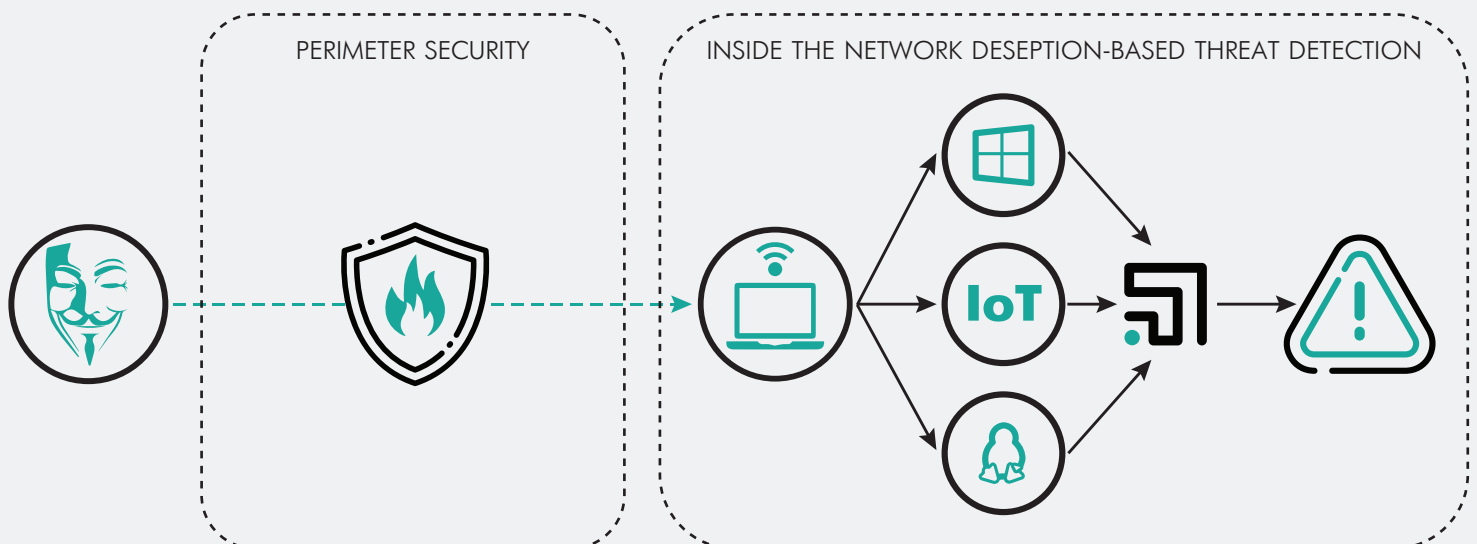 PERIMETER SECURITY
INSIDE THE NETWORK DESEPTION-BASED THREAT DETECTION
IoT